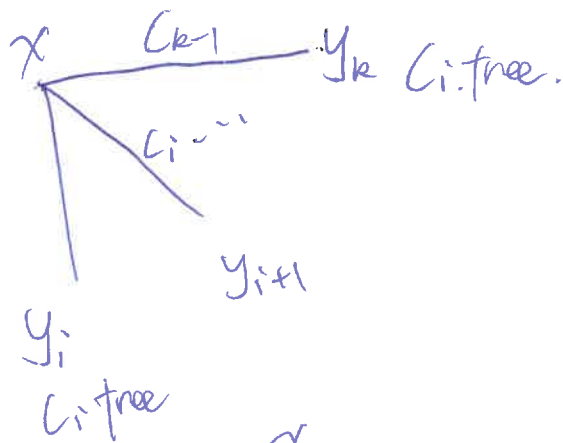 x C_{k-1} y_k C_i free.
C_i ...
y_{i+1}
y_i
C_i free